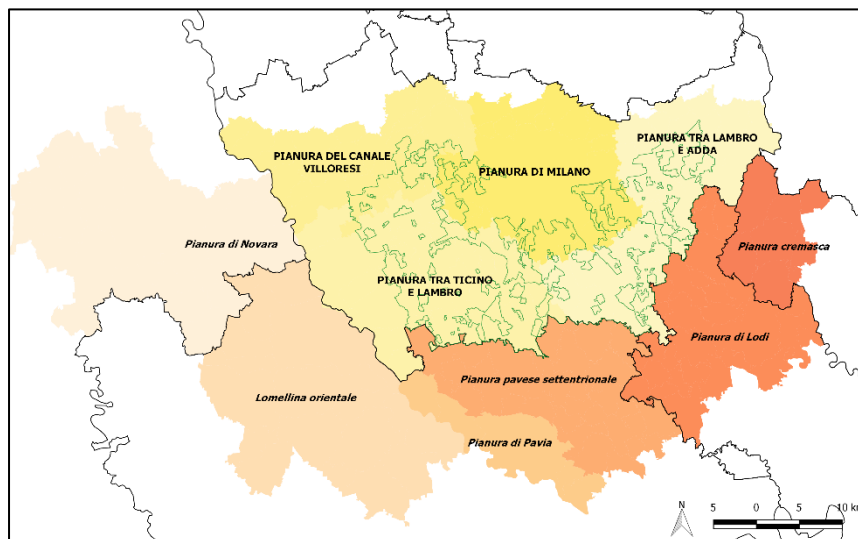 PIANURA DEL CANALE
VILLORESI
PIANURA DI MILANO
PIANURA TRA LAMBRO
E ADDA
Pianura di Novara
Pianura cremasca
PIANURA TRA TICINO
E LAMBRO
Pianura di Lodi
Pianura pavese settentrionale
Lomellina orientale
Pianura di Pavia
N
5 0 5 10 km